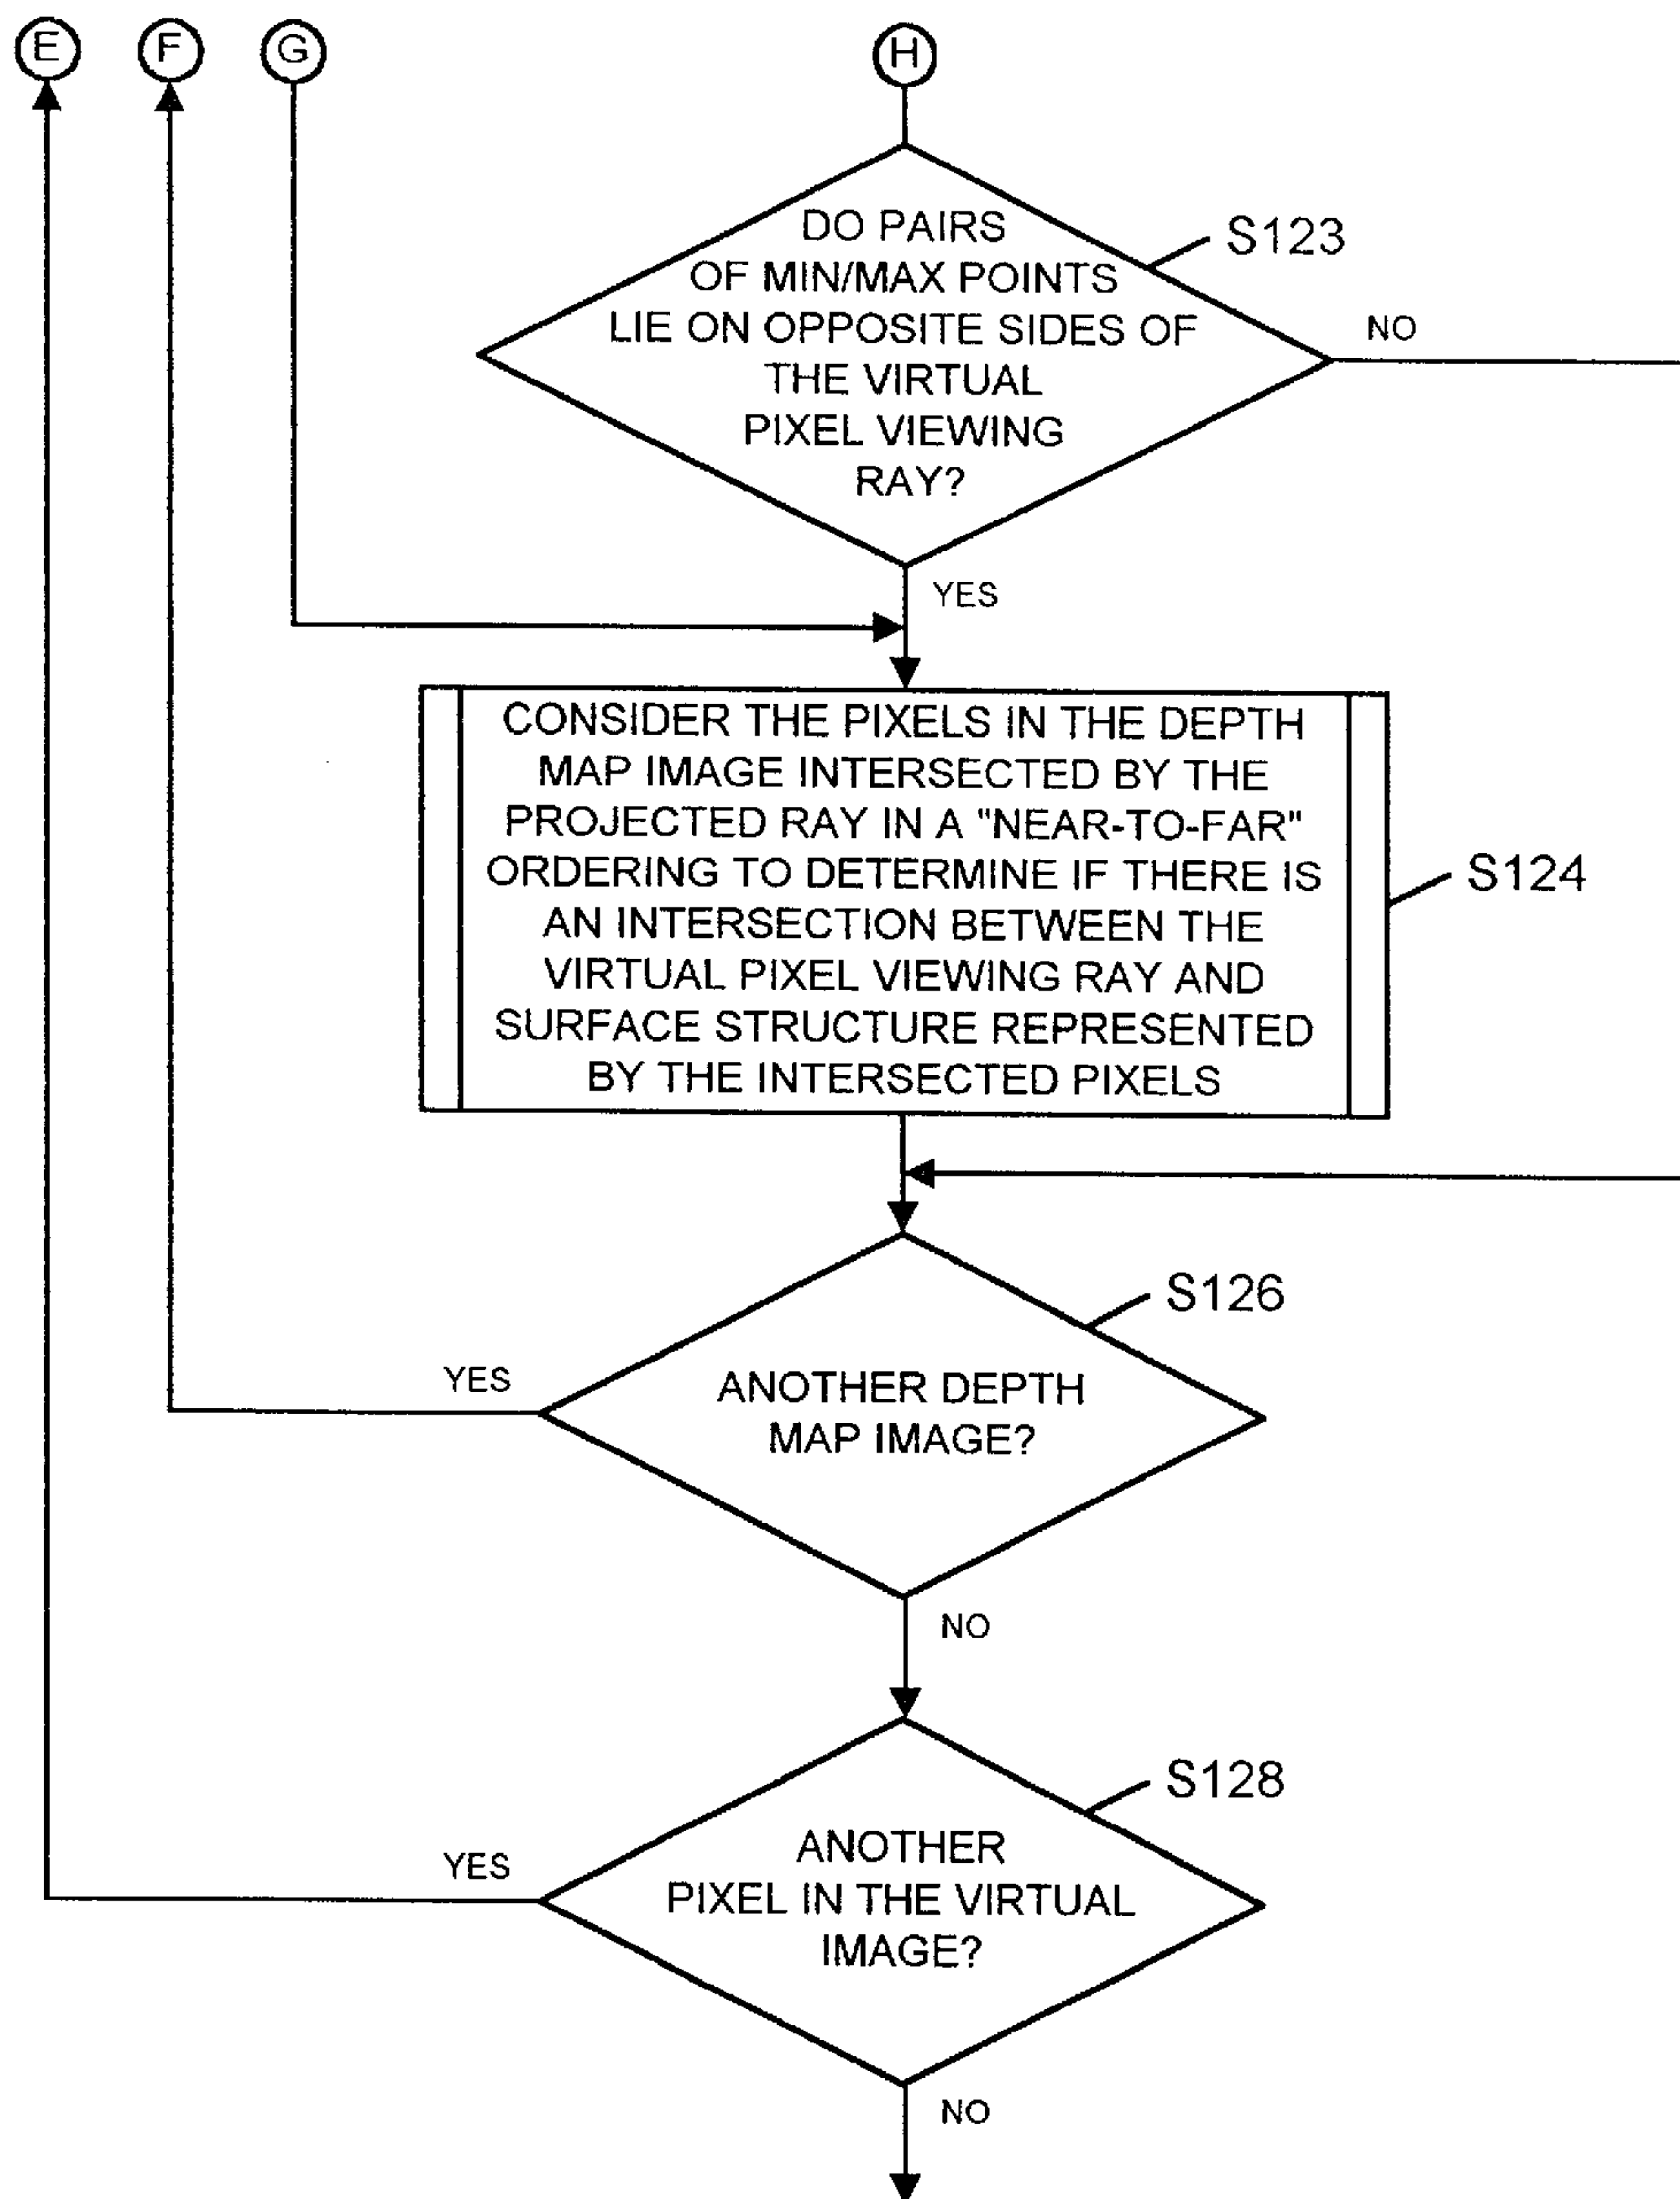 E F G H
DO PAIRS
OF MIN/MAX POINTS
LIE ON OPPOSITE SIDES OF
THE VIRTUAL
PIXEL VIEWING
RAY?
S123
NO
YES
CONSIDER THE PIXELS IN THE DEPTH
MAP IMAGE INTERSECTED BY THE
PROJECTED RAY IN A "NEAR-TO-FAR"
ORDERING TO DETERMINE IF THERE IS
AN INTERSECTION BETWEEN THE
VIRTUAL PIXEL VIEWING RAY AND
SURFACE STRUCTURE REPRESENTED
BY THE INTERSECTED PIXELS
S124
S126
YES
ANOTHER DEPTH
MAP IMAGE?
NO
S128
YES
ANOTHER
PIXEL IN THE VIRTUAL
IMAGE?
NO